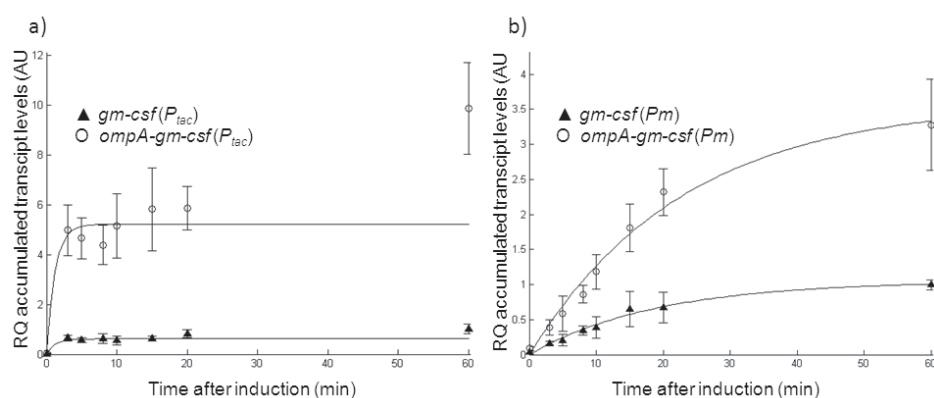 a)
RQ accumulated transcript levels (AU
12
10
8
6
4
2
0
▲ gm-csf (Ptac)
○ ompA-gm-csf (Ptac)
0 10 20 30 40 50 60
Time after induction (min)
b)
RQ accumulated transcipt levels (AU
4
3.5
3
2.5
2
1.5
1
0.5
0
▲ gm-csf (Pm)
○ ompA-gm-csf (Pm)
0 10 20 30 40 50 60
Time after induction (min)